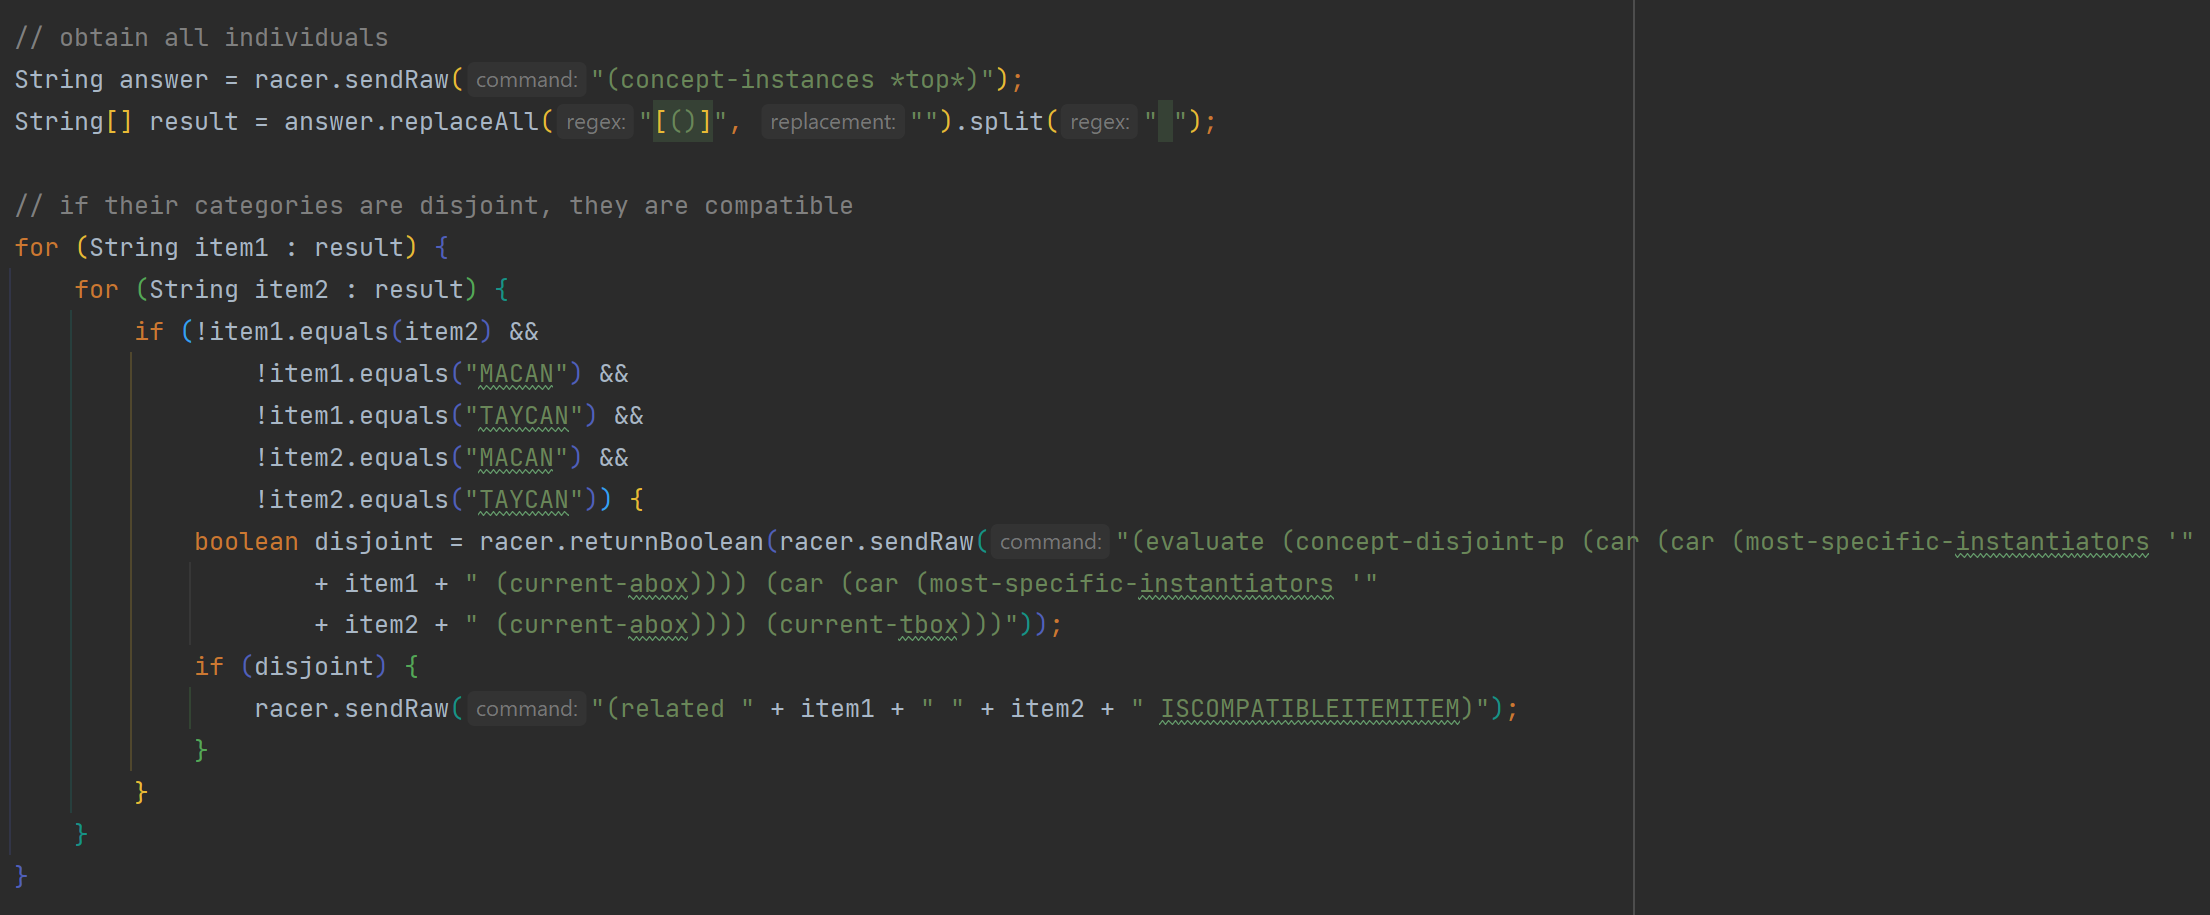 // obtain all individuals
String answer = racer.sendRaw( command: "(concept-instances *top*)");
String[] result = answer.replaceAll( regex: "[()]", replacement: "").split( regex: " ");

// if their categories are disjoint, they are compatible
for (String item1 : result) {
    for (String item2 : result) {
        if (!item1.equals(item2) &&
                !item1.equals("MACAN") &&
                !item1.equals("TAYCAN") &&
                !item2.equals("MACAN") &&
                !item2.equals("TAYCAN")) {
            boolean disjoint = racer.returnBoolean(racer.sendRaw( command: "(evaluate (concept-disjoint-p (car (car (most-specific-instantiators '"
                    + item1 + " (current-abox)))) (car (car (most-specific-instantiators '"
                    + item2 + " (current-abox)))) (current-tbox)))"));
            if (disjoint) {
                racer.sendRaw( command: "(related " + item1 + " " + item2 + " ISCOMPATIBLEITEMITEM)");
            }
        }
    }
}